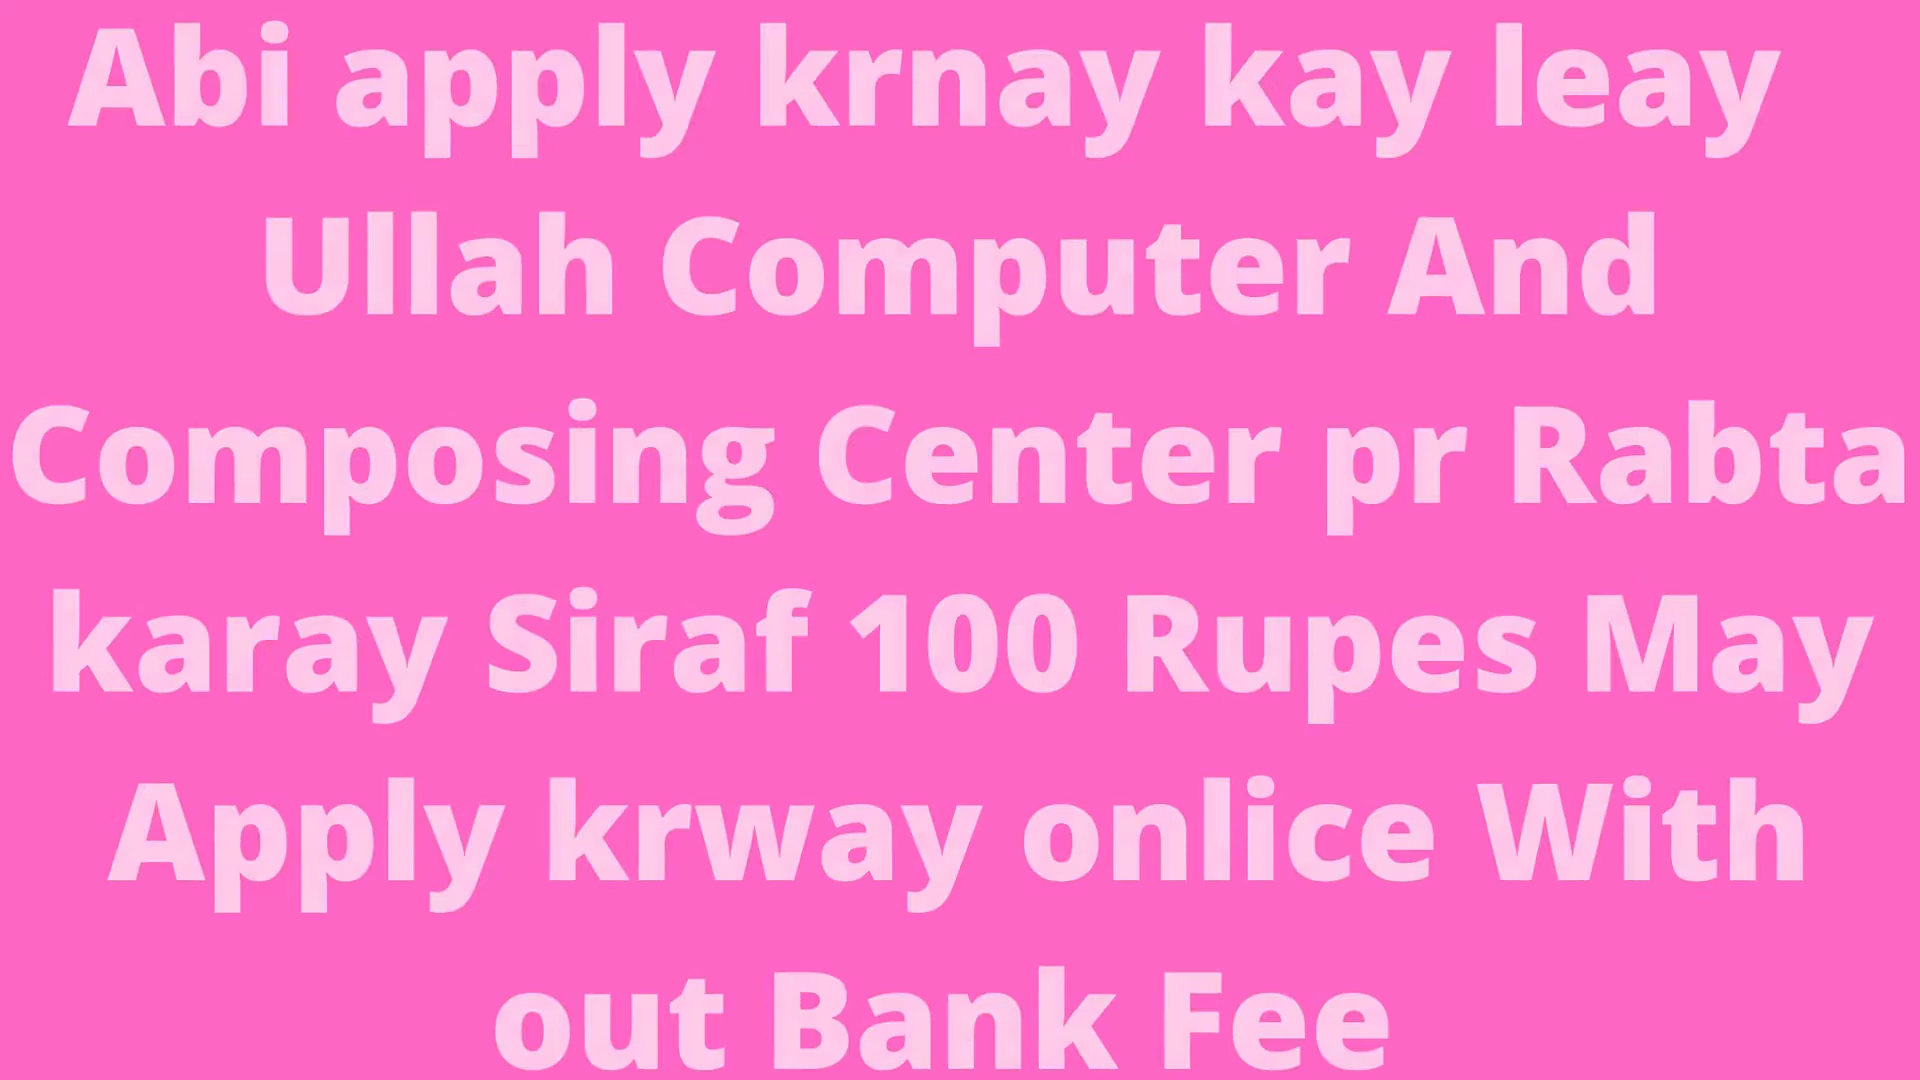 Abi apply krnay kay leay
Ullah Computer And
Composing Center pr Rabta
karay Siraf 100 Rupes May
Apply krway onlice With
out Bank Fee